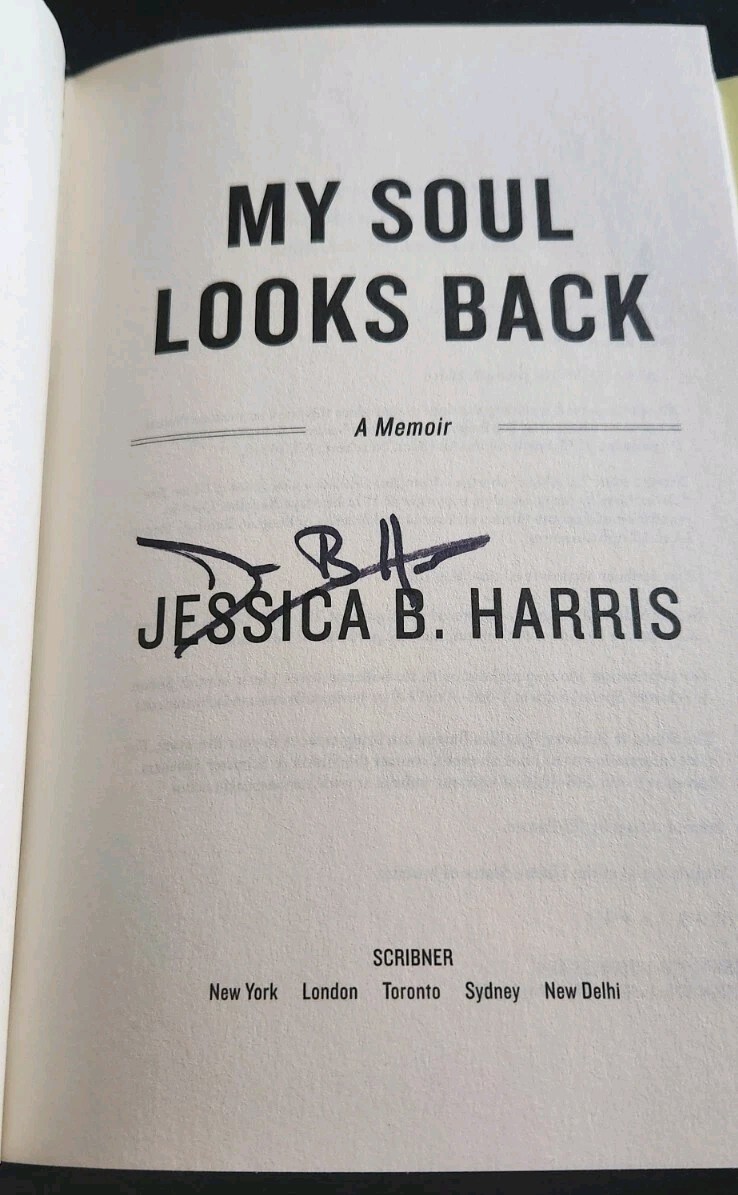 MY SOUL
LOOKS BACK
A Memoir
JESSICA B. HARRIS
SCRIBNER
New York London Toronto Sydney New Delhi